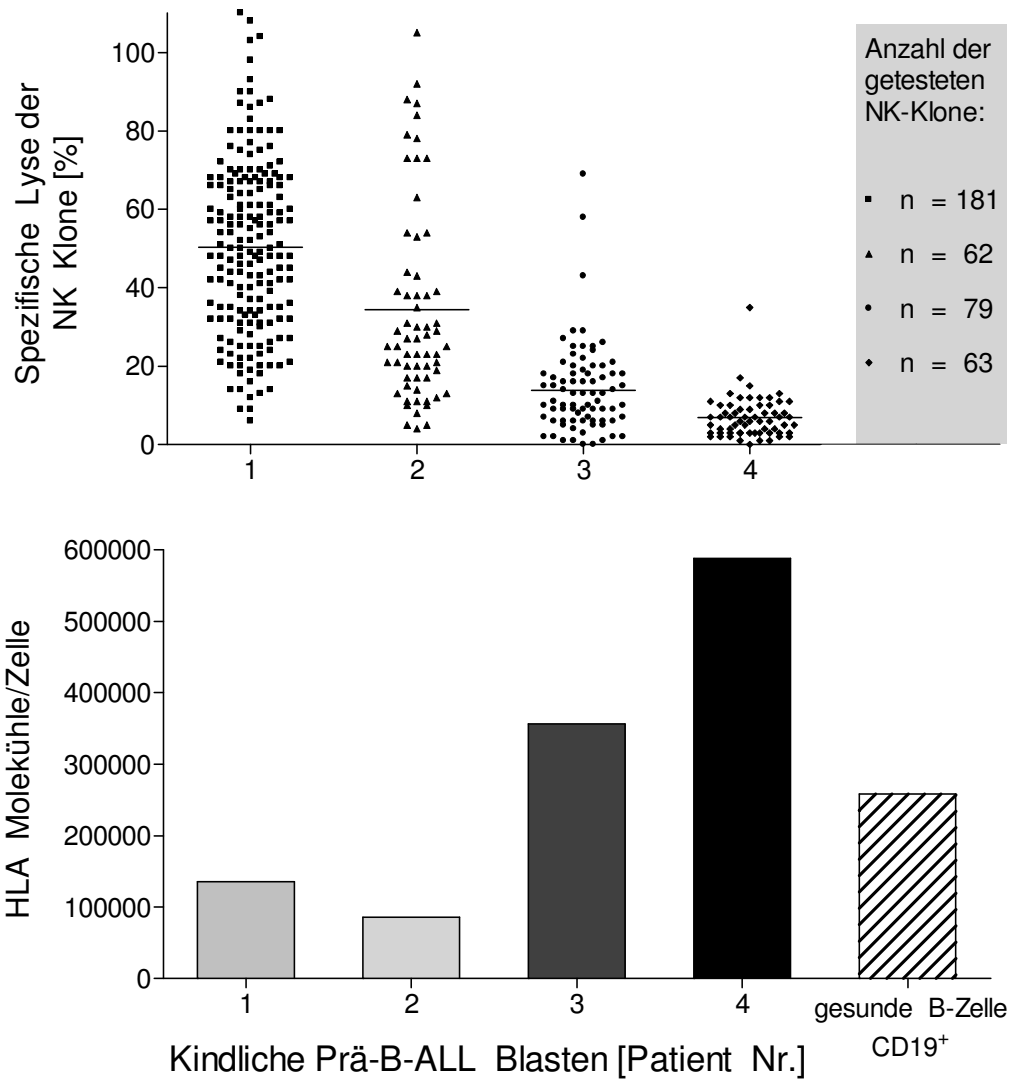 Spezifische Lyse der
NK Klone [%]
100
80
60
40
20
0
1 2 3 4
Anzahl der
getesteten
NK-Klone:
n = 181
n = 62
n = 79
n = 63
HLA Molekühle/Zelle
600000
500000
400000
300000
200000
100000
0
1 2 3 4 gesunde B-Zelle
CD19⁺
Kindliche Prä-B-ALL Blasten [Patient Nr.]